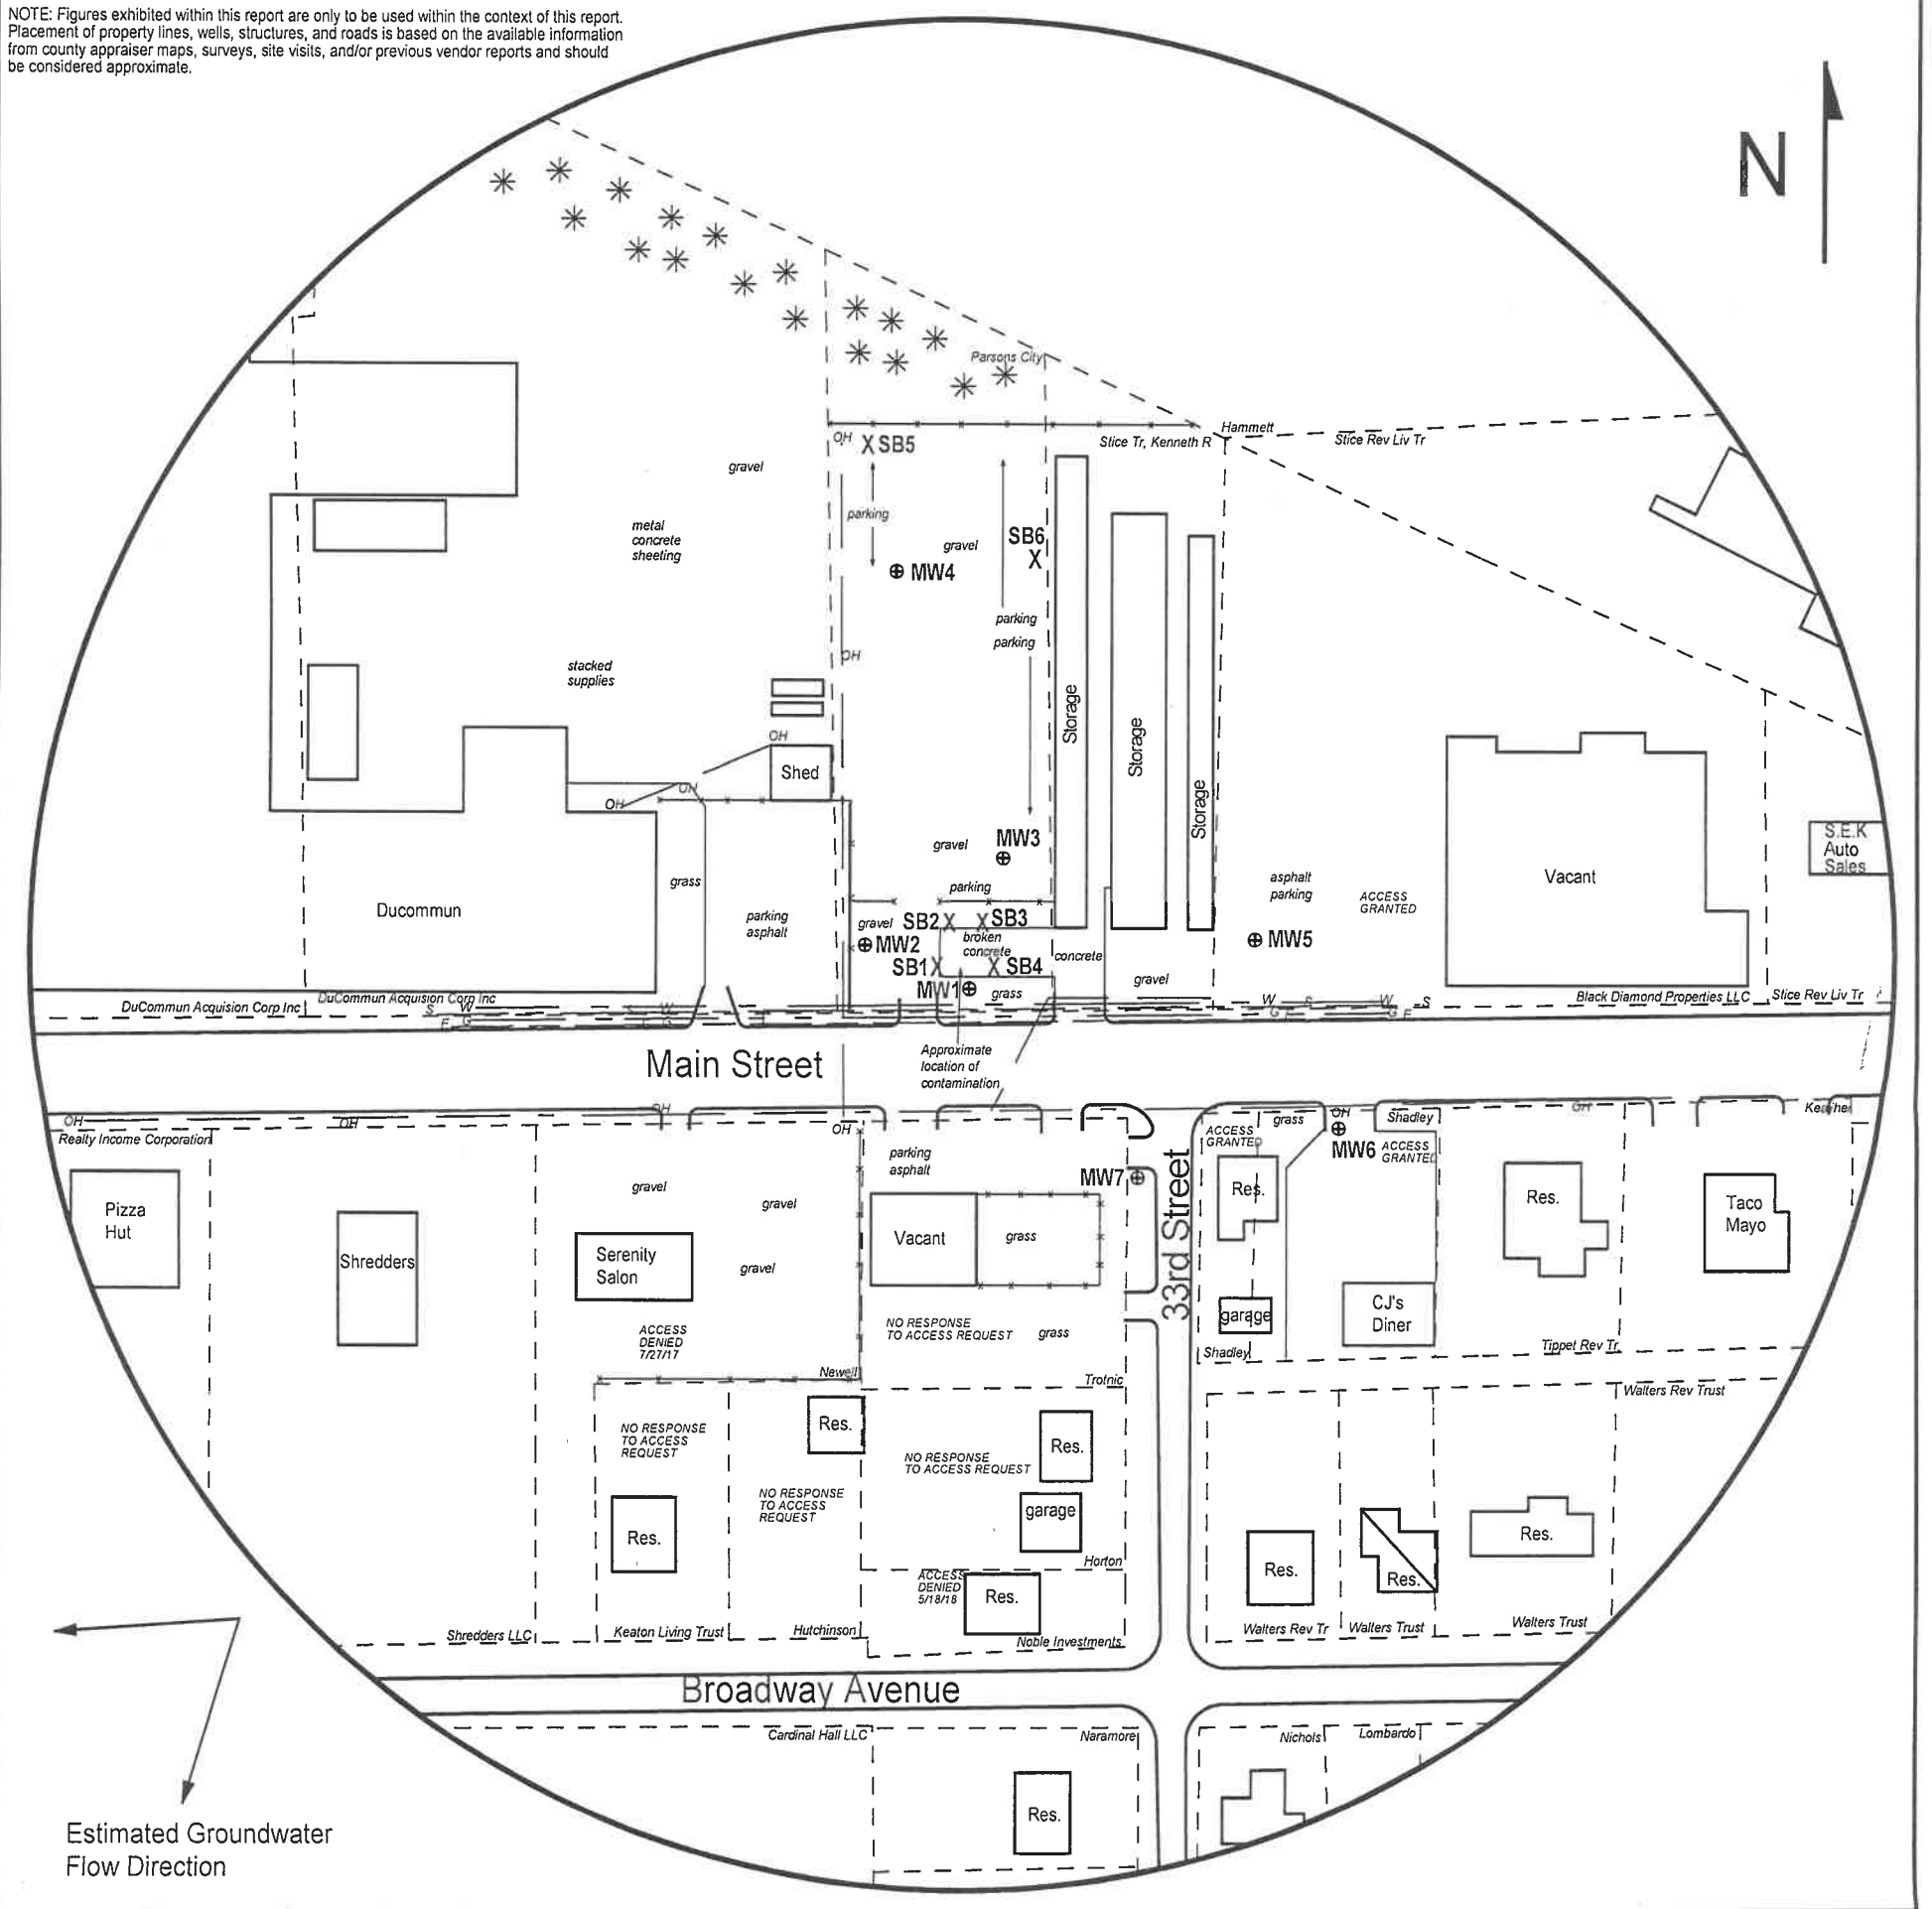 NOTE: Figures exhibited within this report are only to be used within the context of this report.
Placement of property lines, wells, structures, and roads is based on the available information
from county appraiser maps, surveys, site visits, and/or previous vendor reports and should
be considered approximate.
N
Parsons City
Hammett
Stice Tr, Kenneth R
Stice Rev Liv Tr
OH
SB5
gravel
parking
metal
concrete
sheeting
gravel
SB6
MW4
parking
parking
OH
stacked
supplies
Storage
Storage
Storage
OH
Shed
OH
OH
MW3
gravel
S.E.K
Auto
Sales
grass
parking
asphalt
parking
Vacant
ACCESS
GRANTED
Ducommun
parking
asphalt
gravel
SB2
SB3
broken
concrete
MW2
MW5
SB1
SB4
concrete
gravel
MW1
grass
DuCommun Acquision Corp Inc
DuCommun Acquision Corp Inc
S
W
W
E
G
E
G
W
S
W
S
G
E
G
E
Black Diamond Properties LLC
Stice Rev Liv Tr
Main Street
Approximate
location of
contamination
OH
OH
OH
OH
OH
OH
Realty Income Corporation
Shadley
grass
ACCESS
GRANTED
MW6
ACCESS
GRANTED
parking
asphalt
MW7
33rd Street
Pizza
Hut
gravel
gravel
Res.
Res.
Taco
Mayo
Shredders
Serenity
Salon
gravel
Vacant
grass
garage
CJ's
Diner
ACCESS
DENIED
7/27/17
NO RESPONSE
TO ACCESS REQUEST
grass
Shadley
Tippet Rev Tr
Newell
Trotnic
Walters Rev Trust
NO RESPONSE
TO ACCESS
REQUEST
Res.
NO RESPONSE
TO ACCESS REQUEST
Res.
NO RESPONSE
TO ACCESS
REQUEST
garage
Res.
Res.
Res.
Res.
Horton
ACCESS
DENIED
5/18/18
Res.
Shredders LLC
Keaton Living Trust
Hutchinson
Noble Investments
Walters Rev Tr
Walters Trust
Walters Trust
Broadway Avenue
Cardinal Hall LLC
Naramore
Nichols
Lombardo
Res.
Estimated Groundwater
Flow Direction